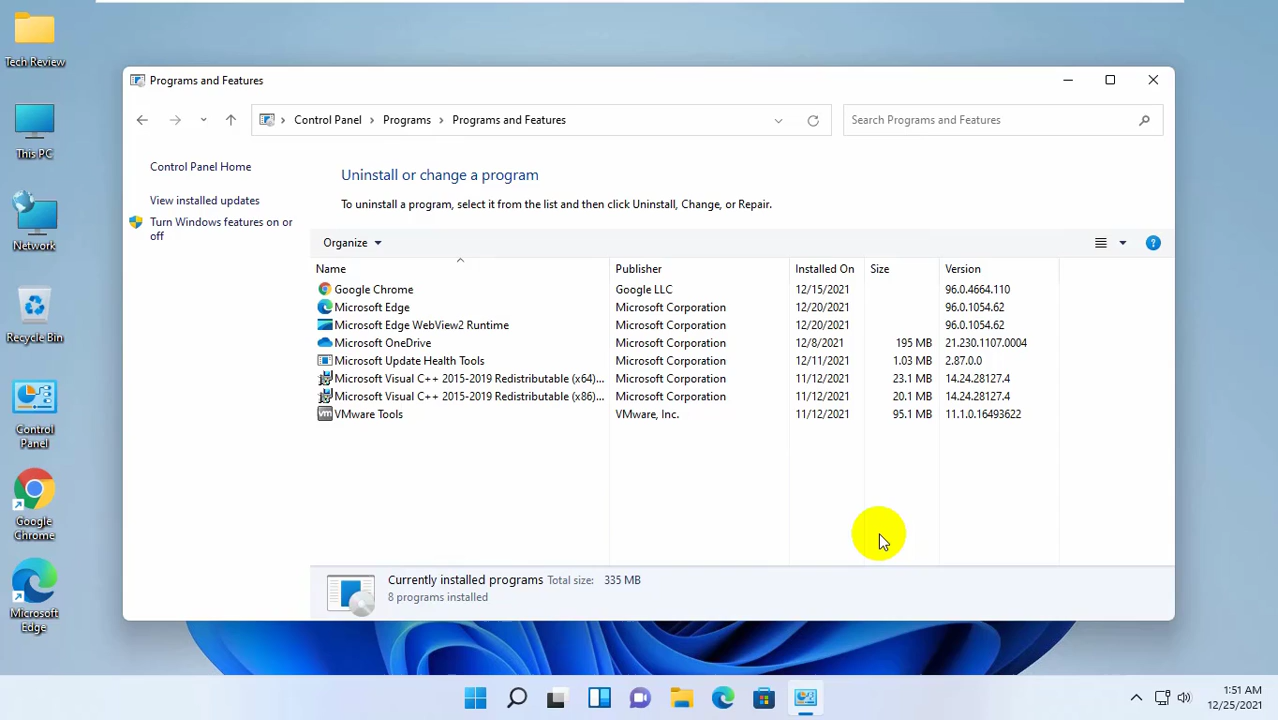 Tech Review
This PC
Network
Recycle Bin
Control
Panel
Google
Chrome
Microsoft
Edge
Programs and Features
Control Panel > Programs > Programs and Features
Search Programs and Features
Control Panel Home
View installed updates
Turn Windows features on or
off
Uninstall or change a program
To uninstall a program, select it from the list and then click Uninstall, Change, or Repair.
Organize
Name Publisher Installed On Size Version
Google Chrome Google LLC 12/15/2021 96.0.4664.110
Microsoft Edge Microsoft Corporation 12/20/2021 96.0.1054.62
Microsoft Edge WebView2 Runtime Microsoft Corporation 12/20/2021 96.0.1054.62
Microsoft OneDrive Microsoft Corporation 12/8/2021 195 MB 21.230.1107.0004
Microsoft Update Health Tools Microsoft Corporation 12/11/2021 1.03 MB 2.87.0.0
Microsoft Visual C++ 2015-2019 Redistributable (x64)... Microsoft Corporation 11/12/2021 23.1 MB 14.24.28127.4
Microsoft Visual C++ 2015-2019 Redistributable (x86)... Microsoft Corporation 11/12/2021 20.1 MB 14.24.28127.4
vm VMware Tools VMware, Inc. 11/12/2021 95.1 MB 11.1.0.16493622
Currently installed programs Total size: 335 MB
8 programs installed
1:51 AM
12/25/2021